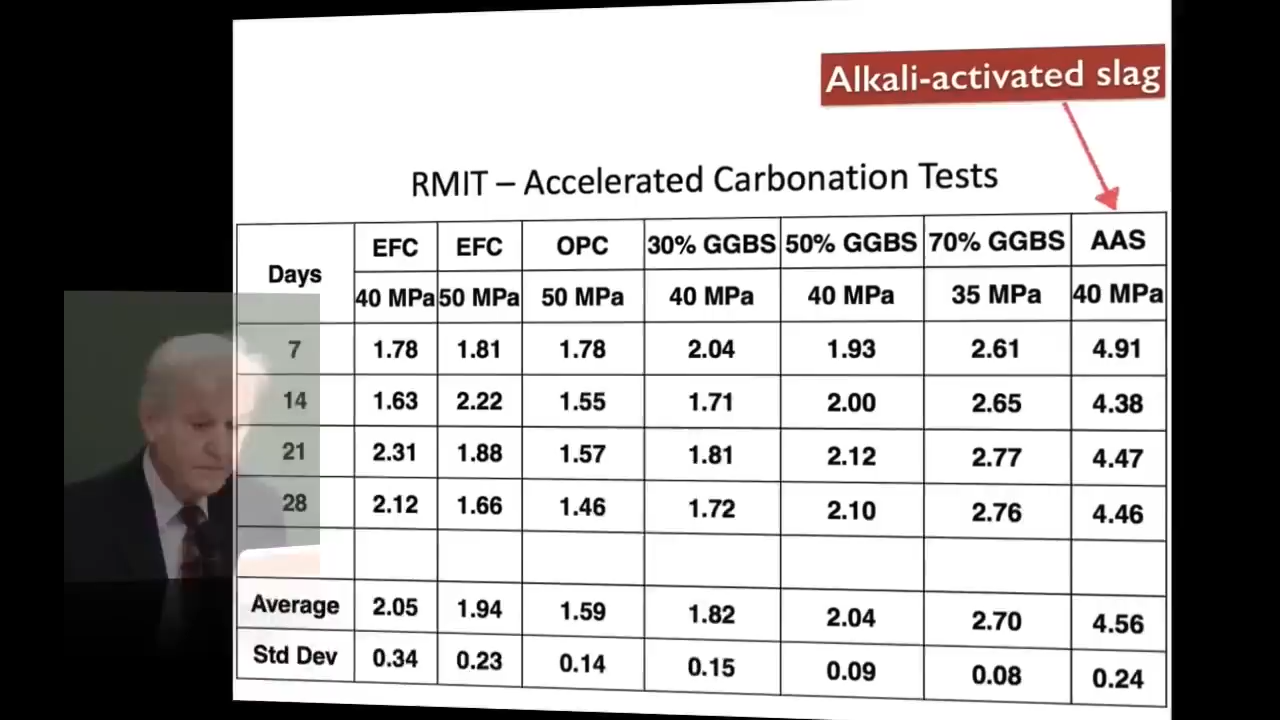 Alkali-activated slag
RMIT – Accelerated Carbonation Tests
Days EFC EFC OPC 30% GGBS 50% GGBS 70% GGBS AAS
40 MPa 50 MPa 50 MPa 40 MPa 40 MPa 35 MPa 40 MPa
7 1.78 1.81 1.78 2.04 1.93 2.61 4.91
14 1.63 2.22 1.55 1.71 2.00 2.65 4.38
21 2.31 1.88 1.57 1.81 2.12 2.77 4.47
28 2.12 1.66 1.46 1.72 2.10 2.76 4.46
Average 2.05 1.94 1.59 1.82 2.04 2.70 4.56
Std Dev 0.34 0.23 0.14 0.15 0.09 0.08 0.24